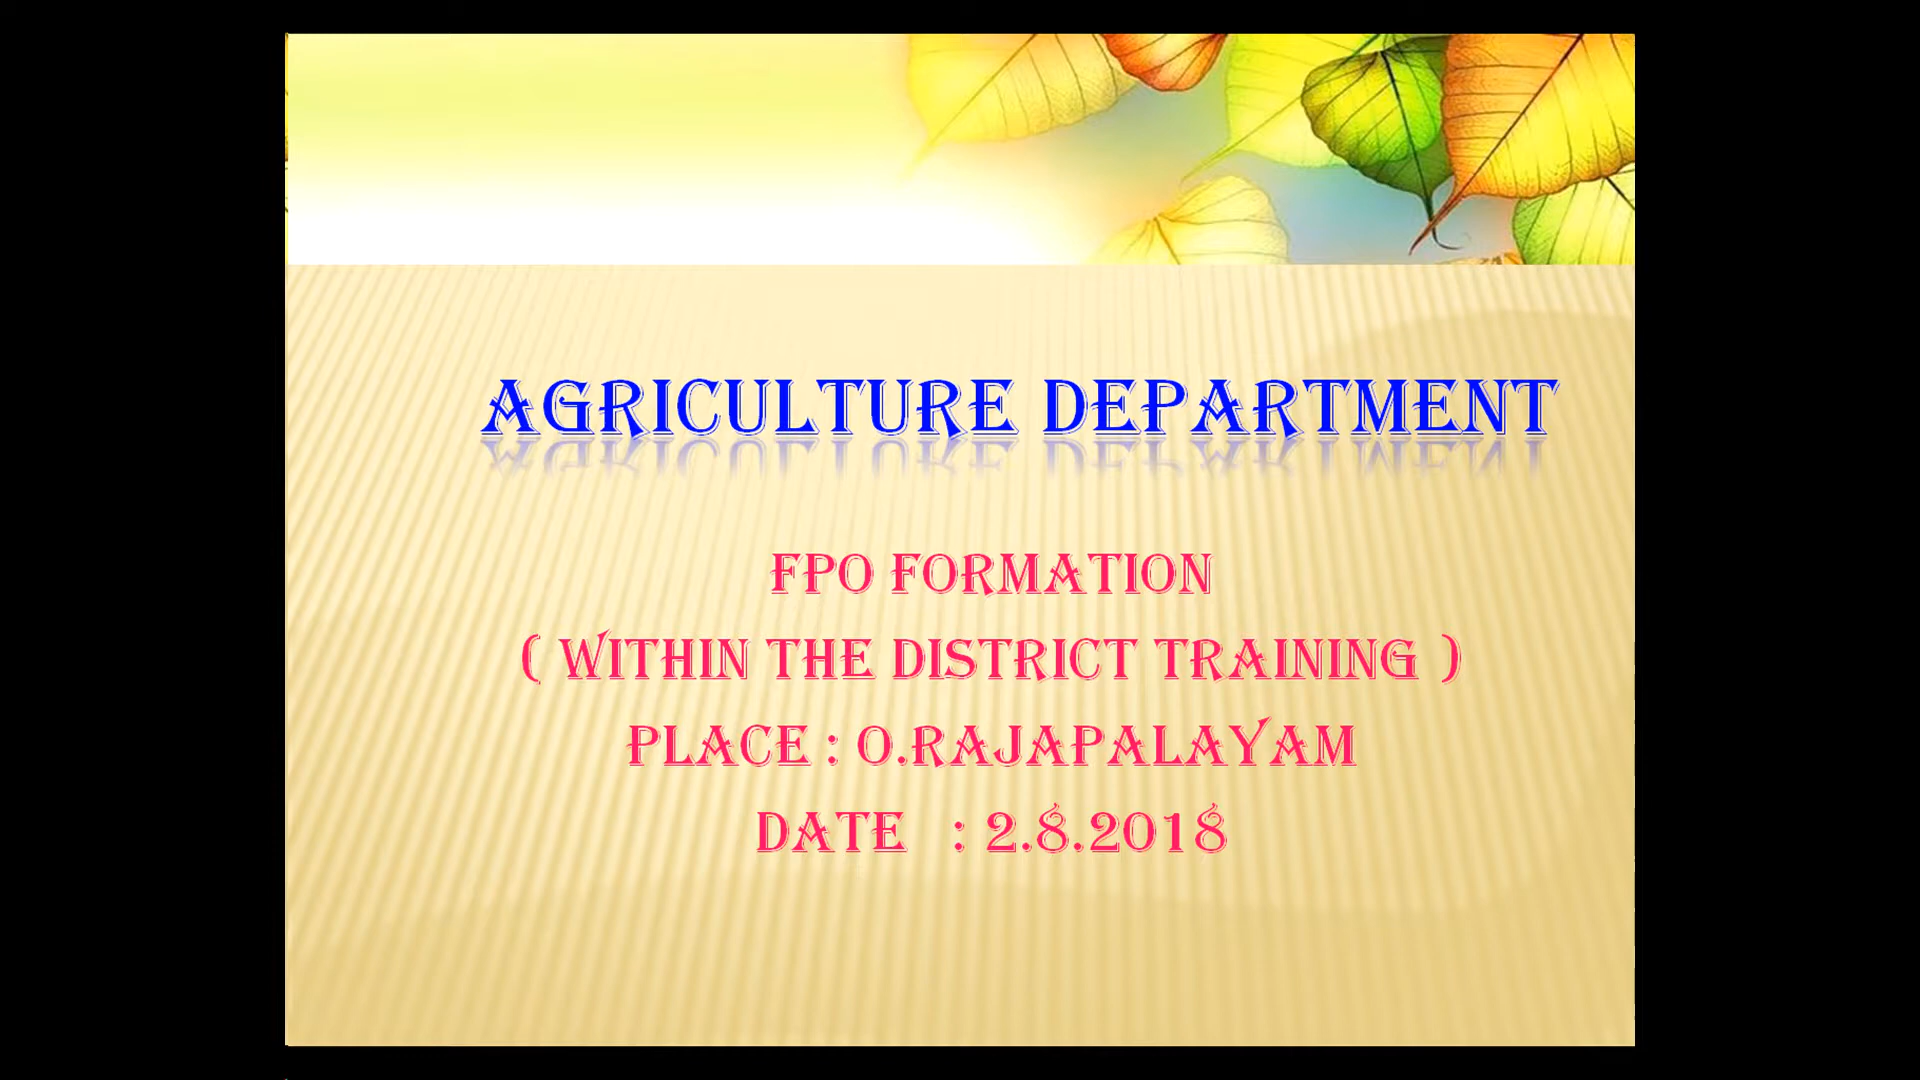 AGRICULTURE DEPARTMENT
FPO FORMATION
( WITHIN THE DISTRICT TRAINING )
PLACE : O.RAJAPALAYAM
DATE : 2.8.2018